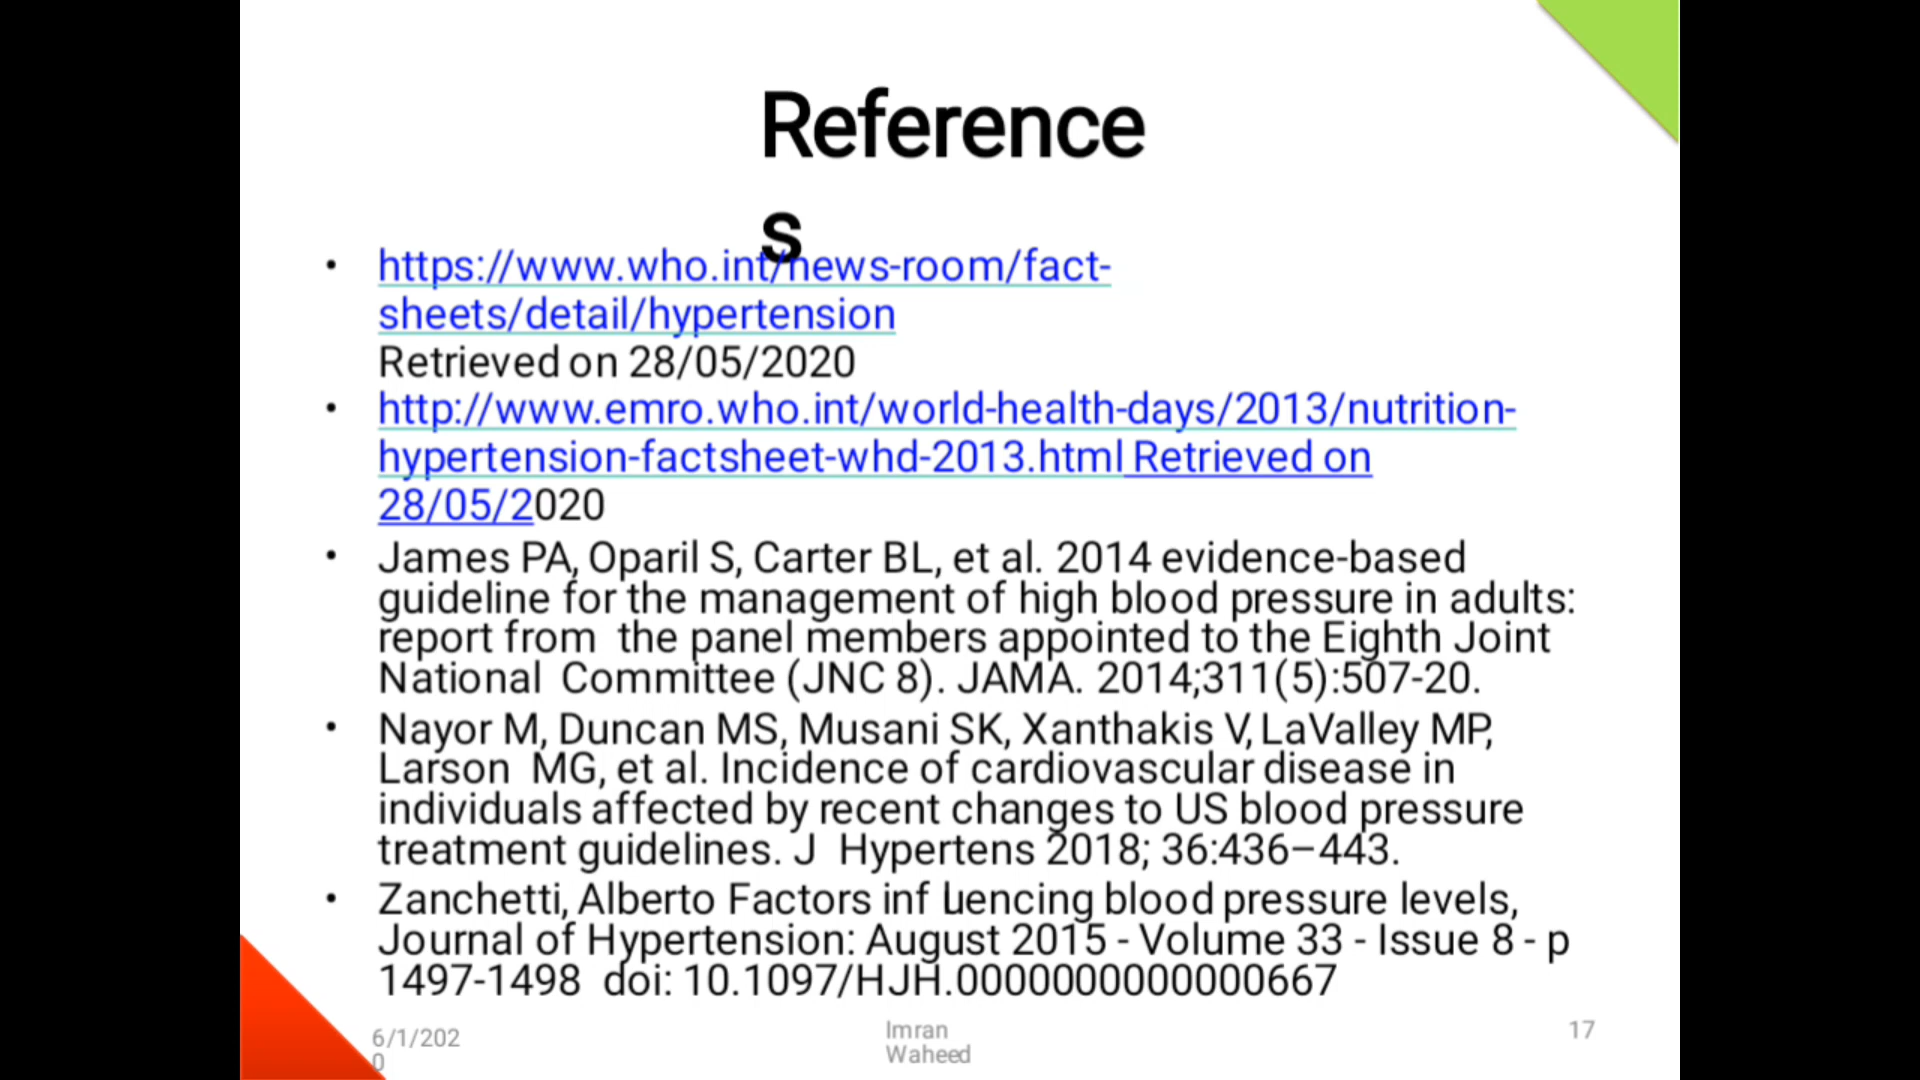 Reference
s
• https://www.who.int/news-room/fact-
sheets/detail/hypertension
Retrieved on 28/05/2020
• http://www.emro.who.int/world-health-days/2013/nutrition-
hypertension-factsheet-whd-2013.html Retrieved on
28/05/2020
• James PA, Oparil S, Carter BL, et al. 2014 evidence-based
guideline for the management of high blood pressure in adults:
report from the panel members appointed to the Eighth Joint
National Committee (JNC 8). JAMA. 2014;311(5):507-20.
• Nayor M, Duncan MS, Musani SK, Xanthakis V, LaValley MP,
Larson MG, et al. Incidence of cardiovascular disease in
individuals affected by recent changes to US blood pressure
treatment guidelines. J Hypertens 2018; 36:436–443.
• Zanchetti, Alberto Factors inf luencing blood pressure levels,
Journal of Hypertension: August 2015 - Volume 33 - Issue 8 - p
1497-1498 doi: 10.1097/HJH.0000000000000667
6/1/202
0
Imran
Waheed
17